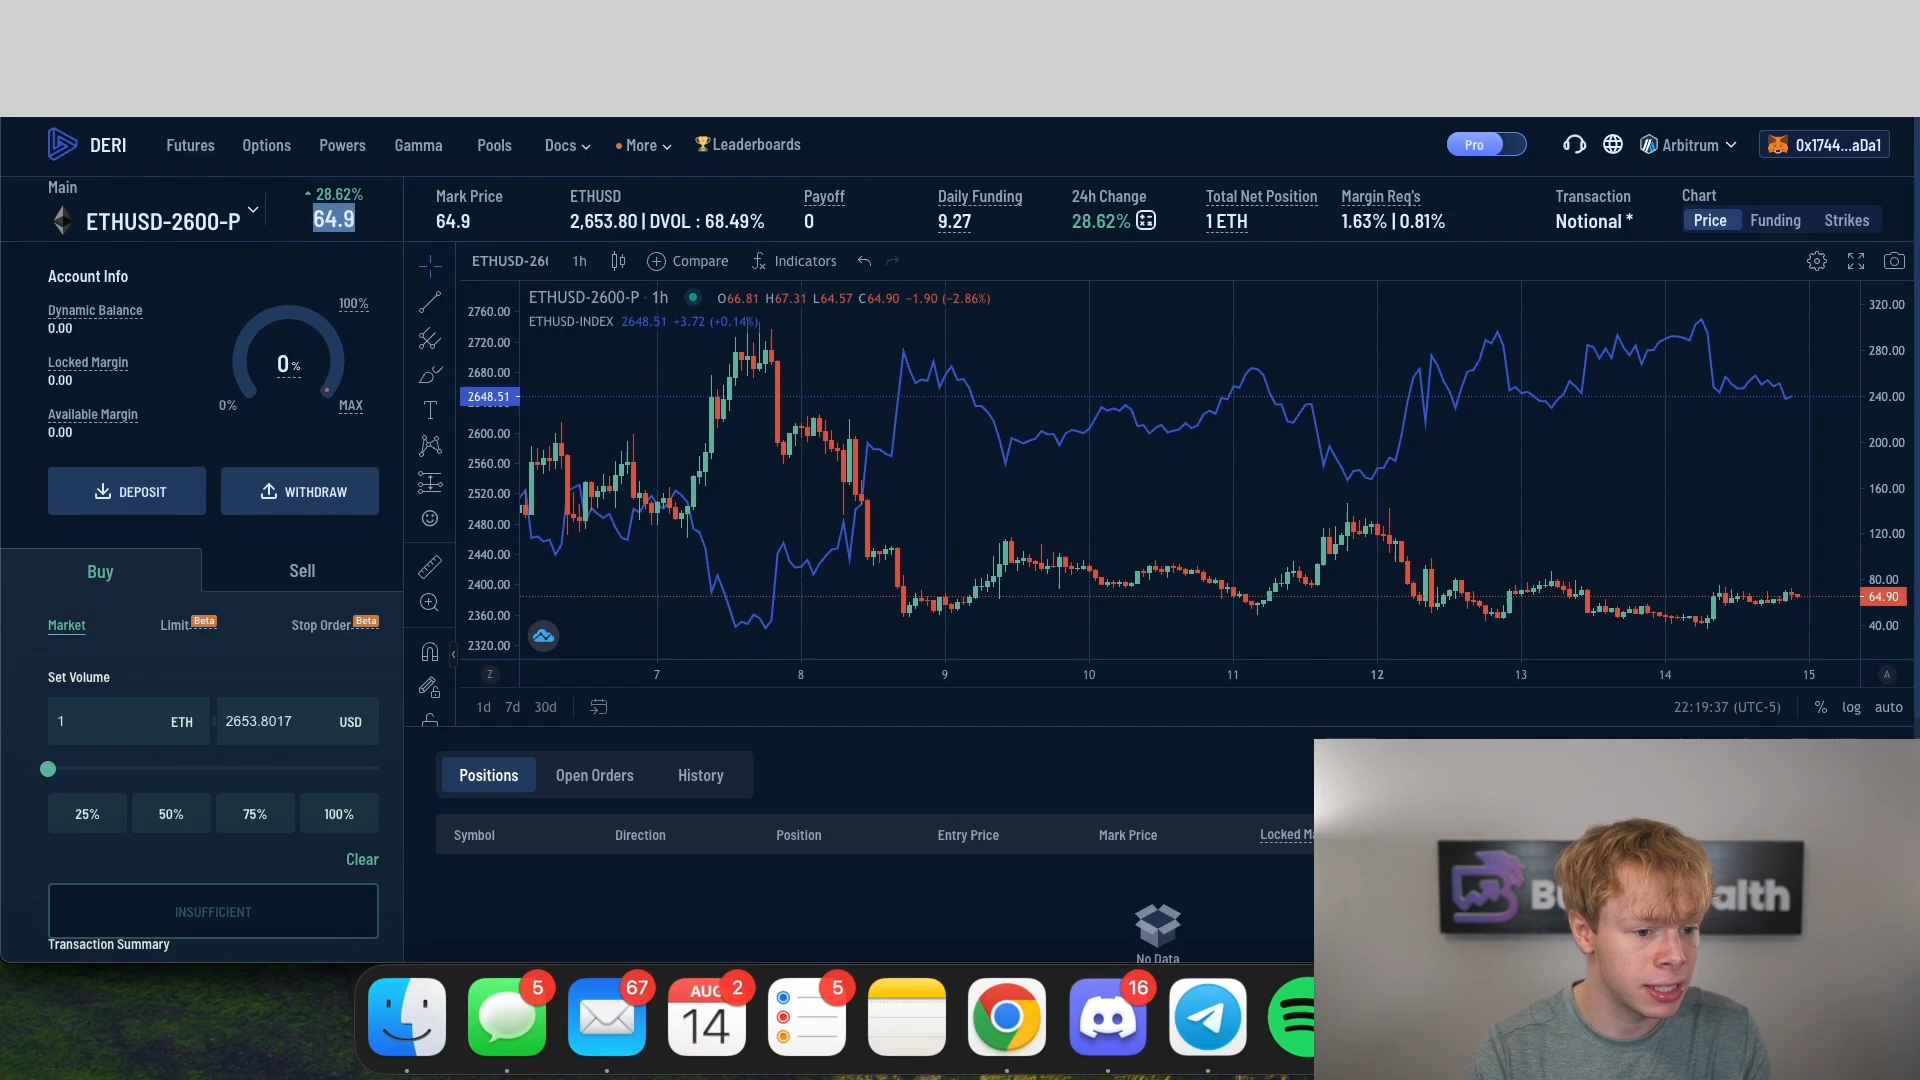 DERI
Futures
Options
Powers
Gamma
Pools
Docs
More
Leaderboards
Pro
Arbitrum
0x1744...aDa1
Main
ETHUSD-2600-P
28.62%
64.9
Mark Price
64.9
ETHUSD
2,653.80 | DVOL : 68.49%
Payoff
0
Daily Funding
9.27
24h Change
28.62%
Total Net Position
1 ETH
Margin Req's
1.63% | 0.81%
Transaction
Notional *
Chart
Price
Funding
Strikes
Account Info
Dynamic Balance
0.00
Locked Margin
0.00
Available Margin
0.00
100%
0 %
0%
MAX
DEPOSIT
WITHDRAW
Buy
Sell
Market
Limit Beta
Stop Order Beta
Set Volume
1 ETH
2653.8017 USD
25%
50%
75%
100%
Clear
INSUFFICIENT
Transaction Summary
1h
Compare
Indicators
ETHUSD-2600-P · 1h
O66.81 H67.31 L64.57 C64.90 −1.90 (−2.86%)
ETHUSD-INDEX 2648.51 +3.72 (+0.14%)
2760.00
2720.00
2680.00
2648.51
2600.00
2560.00
2520.00
2480.00
2440.00
2400.00
2360.00
2320.00
320.00
280.00
240.00
200.00
160.00
120.00
80.00
64.90
40.00
Z
7
8
9
10
11
12
13
14
15
A
1d
7d
30d
22:19:37 (UTC-5)
%
log
auto
Positions
Open Orders
History
Symbol
Direction
Position
Entry Price
Mark Price
Locked
No Data
5
67
AUG
2
14
5
16